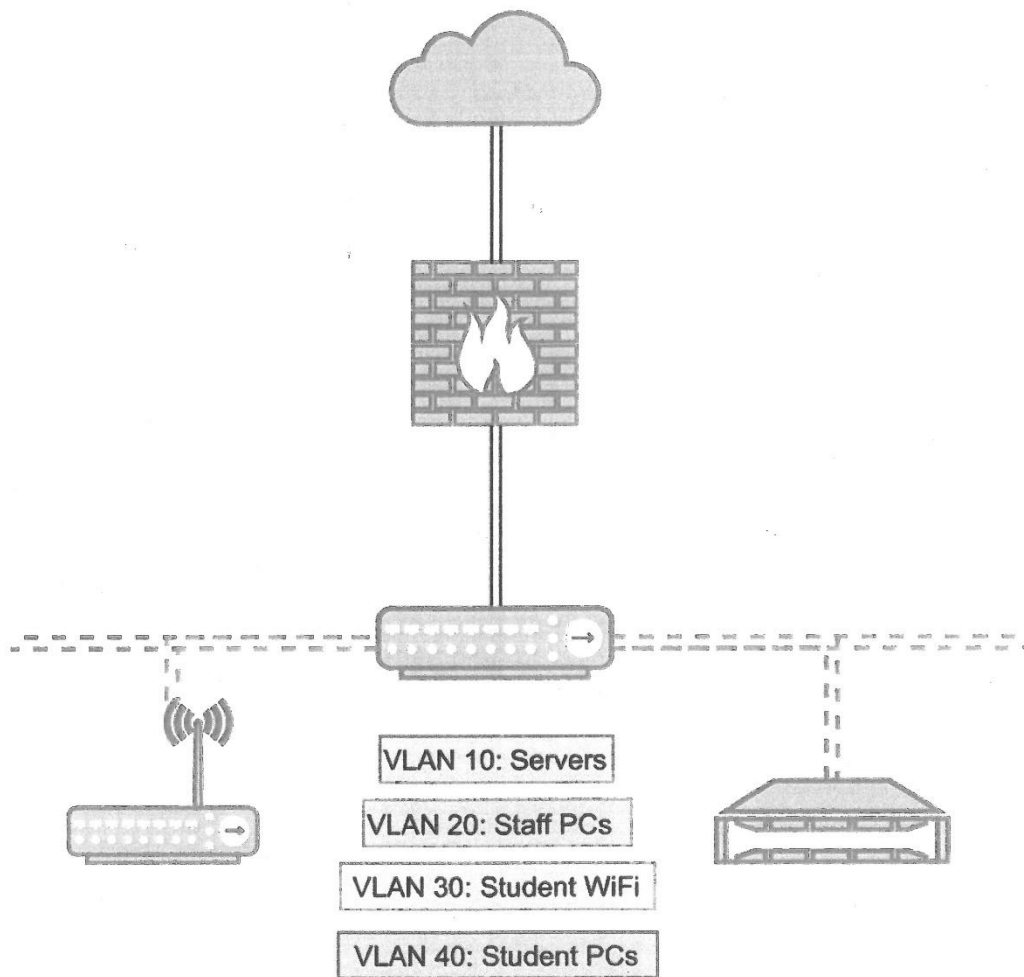 VLAN 10: Servers
VLAN 20: Staff PCs
VLAN 30: Student WiFi
VLAN 40: Student PCs